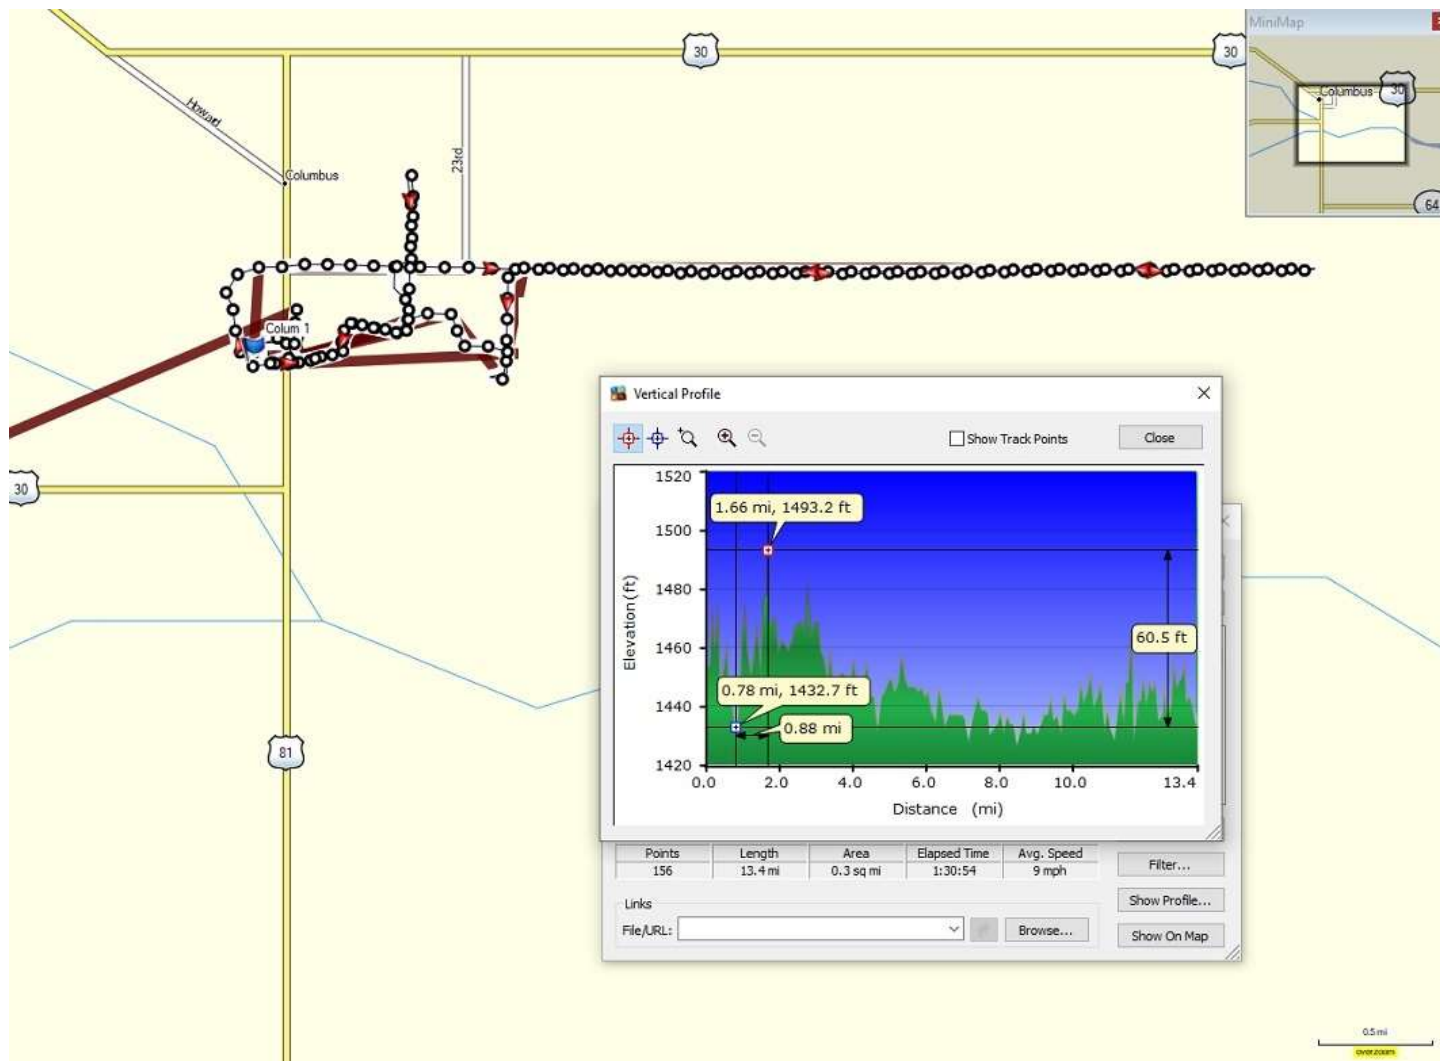 MiniMap
30
30
Columbus
30
64
Howard
Columbus
23rd
Colum 1
30
81
Vertical Profile
Show Track Points
Close
1520
1500
1480
1460
1440
1420
Elevation (ft)
1.66 mi, 1493.2 ft
60.5 ft
0.78 mi, 1432.7 ft
0.88 mi
0.0
2.0
4.0
6.0
8.0
10.0
13.4
Distance (mi)
Points Length Area Elapsed Time Avg. Speed
156 13.4 mi 0.3 sq mi 1:30:54 9 mph
Filter...
Show Profile...
Show On Map
Links
File/URL:
Browse...
0.5 mi
overzoom